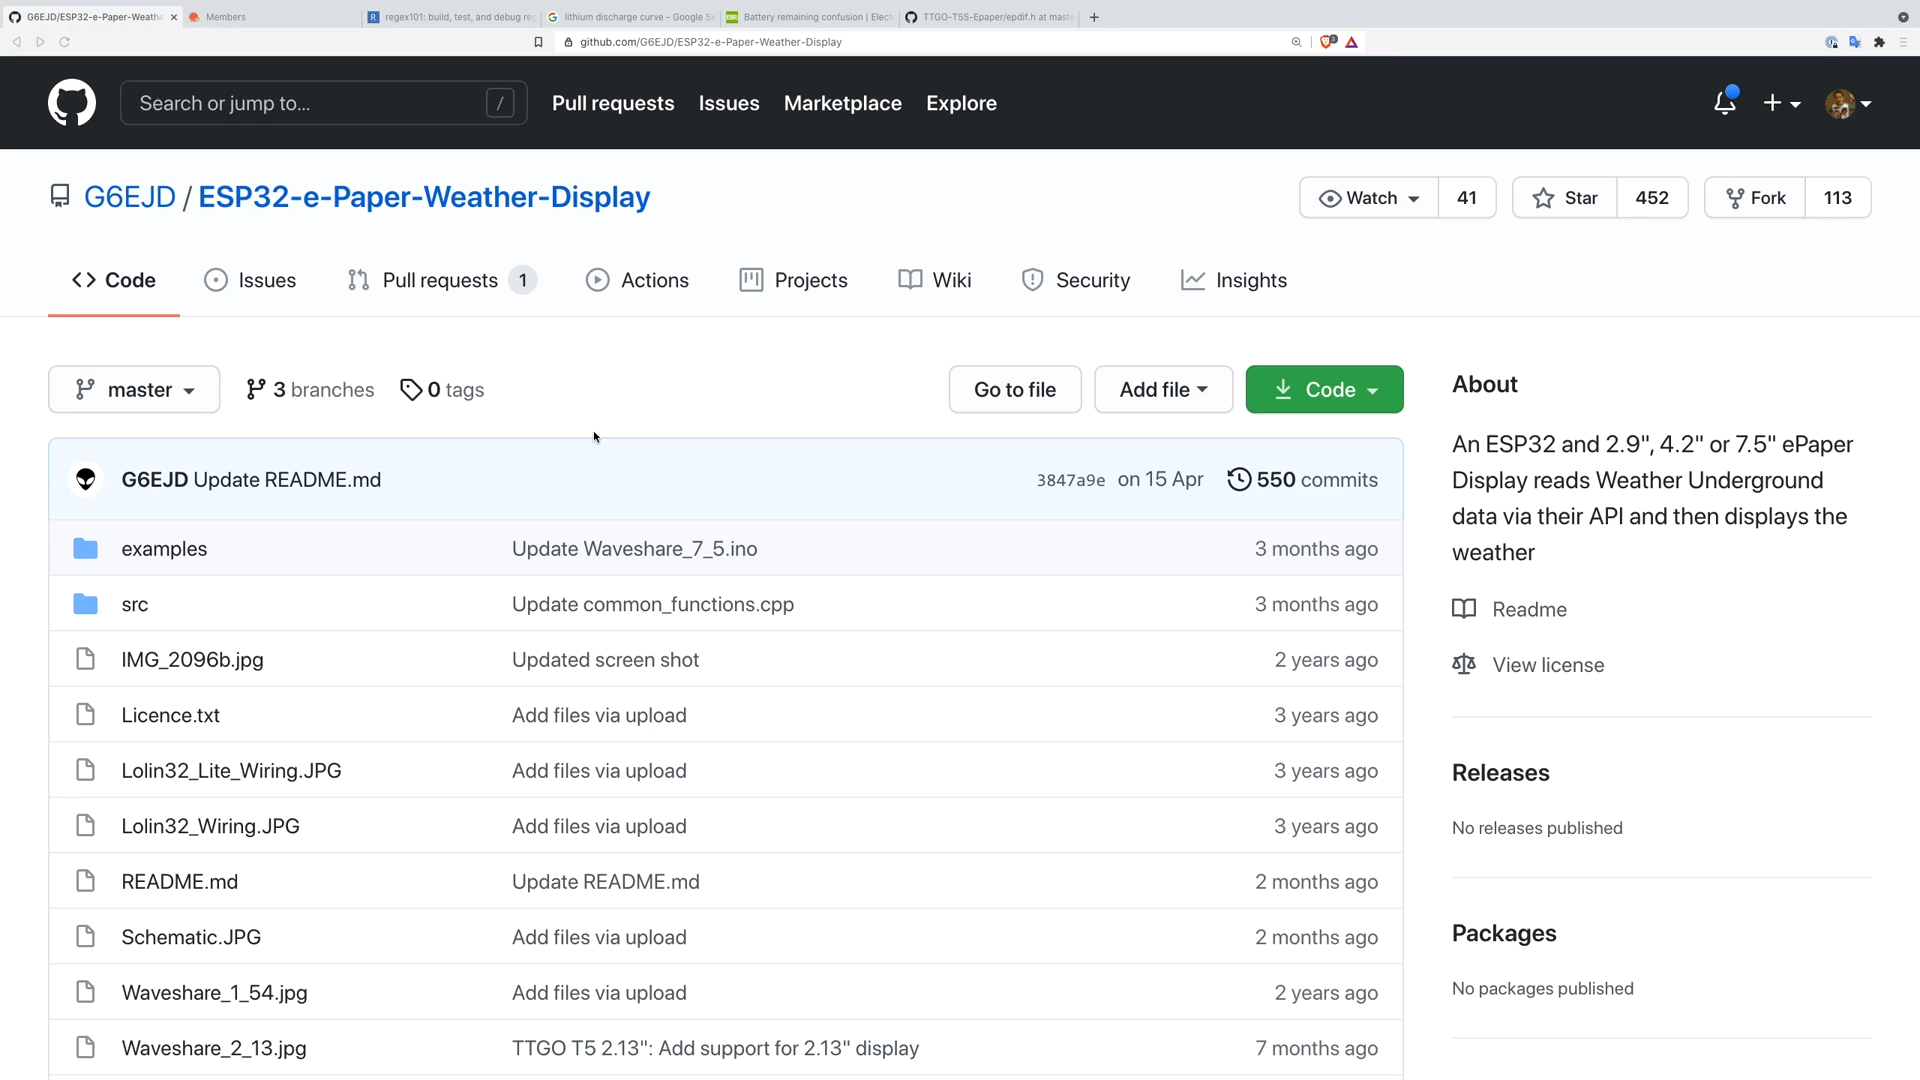 G6EJD/ESP32-e-Paper-Weathe
Members
regex101: build, test, and debug re
lithium discharge curve - Google Se
Battery remaining confusion | Elect
TTGO-T5S-Epaper/epdif.h at maste
github.com/G6EJD/ESP32-e-Paper-Weather-Display
Search or jump to...
/
Pull requests
Issues
Marketplace
Explore
G6EJD / ESP32-e-Paper-Weather-Display
Watch 41
Star 452
Fork 113
Code
Issues
Pull requests 1
Actions
Projects
Wiki
Security
Insights
master
3 branches
0 tags
Go to file
Add file
Code
G6EJD Update README.md 3847a9e on 15 Apr 550 commits
examples Update Waveshare_7_5.ino 3 months ago
src Update common_functions.cpp 3 months ago
IMG_2096b.jpg Updated screen shot 2 years ago
Licence.txt Add files via upload 3 years ago
Lolin32_Lite_Wiring.JPG Add files via upload 3 years ago
Lolin32_Wiring.JPG Add files via upload 3 years ago
README.md Update README.md 2 months ago
Schematic.JPG Add files via upload 2 months ago
Waveshare_1_54.jpg Add files via upload 2 years ago
Waveshare_2_13.jpg TTGO T5 2.13": Add support for 2.13" display 7 months ago
About
An ESP32 and 2.9", 4.2" or 7.5" ePaper
Display reads Weather Underground
data via their API and then displays the
weather
Readme
View license
Releases
No releases published
Packages
No packages published